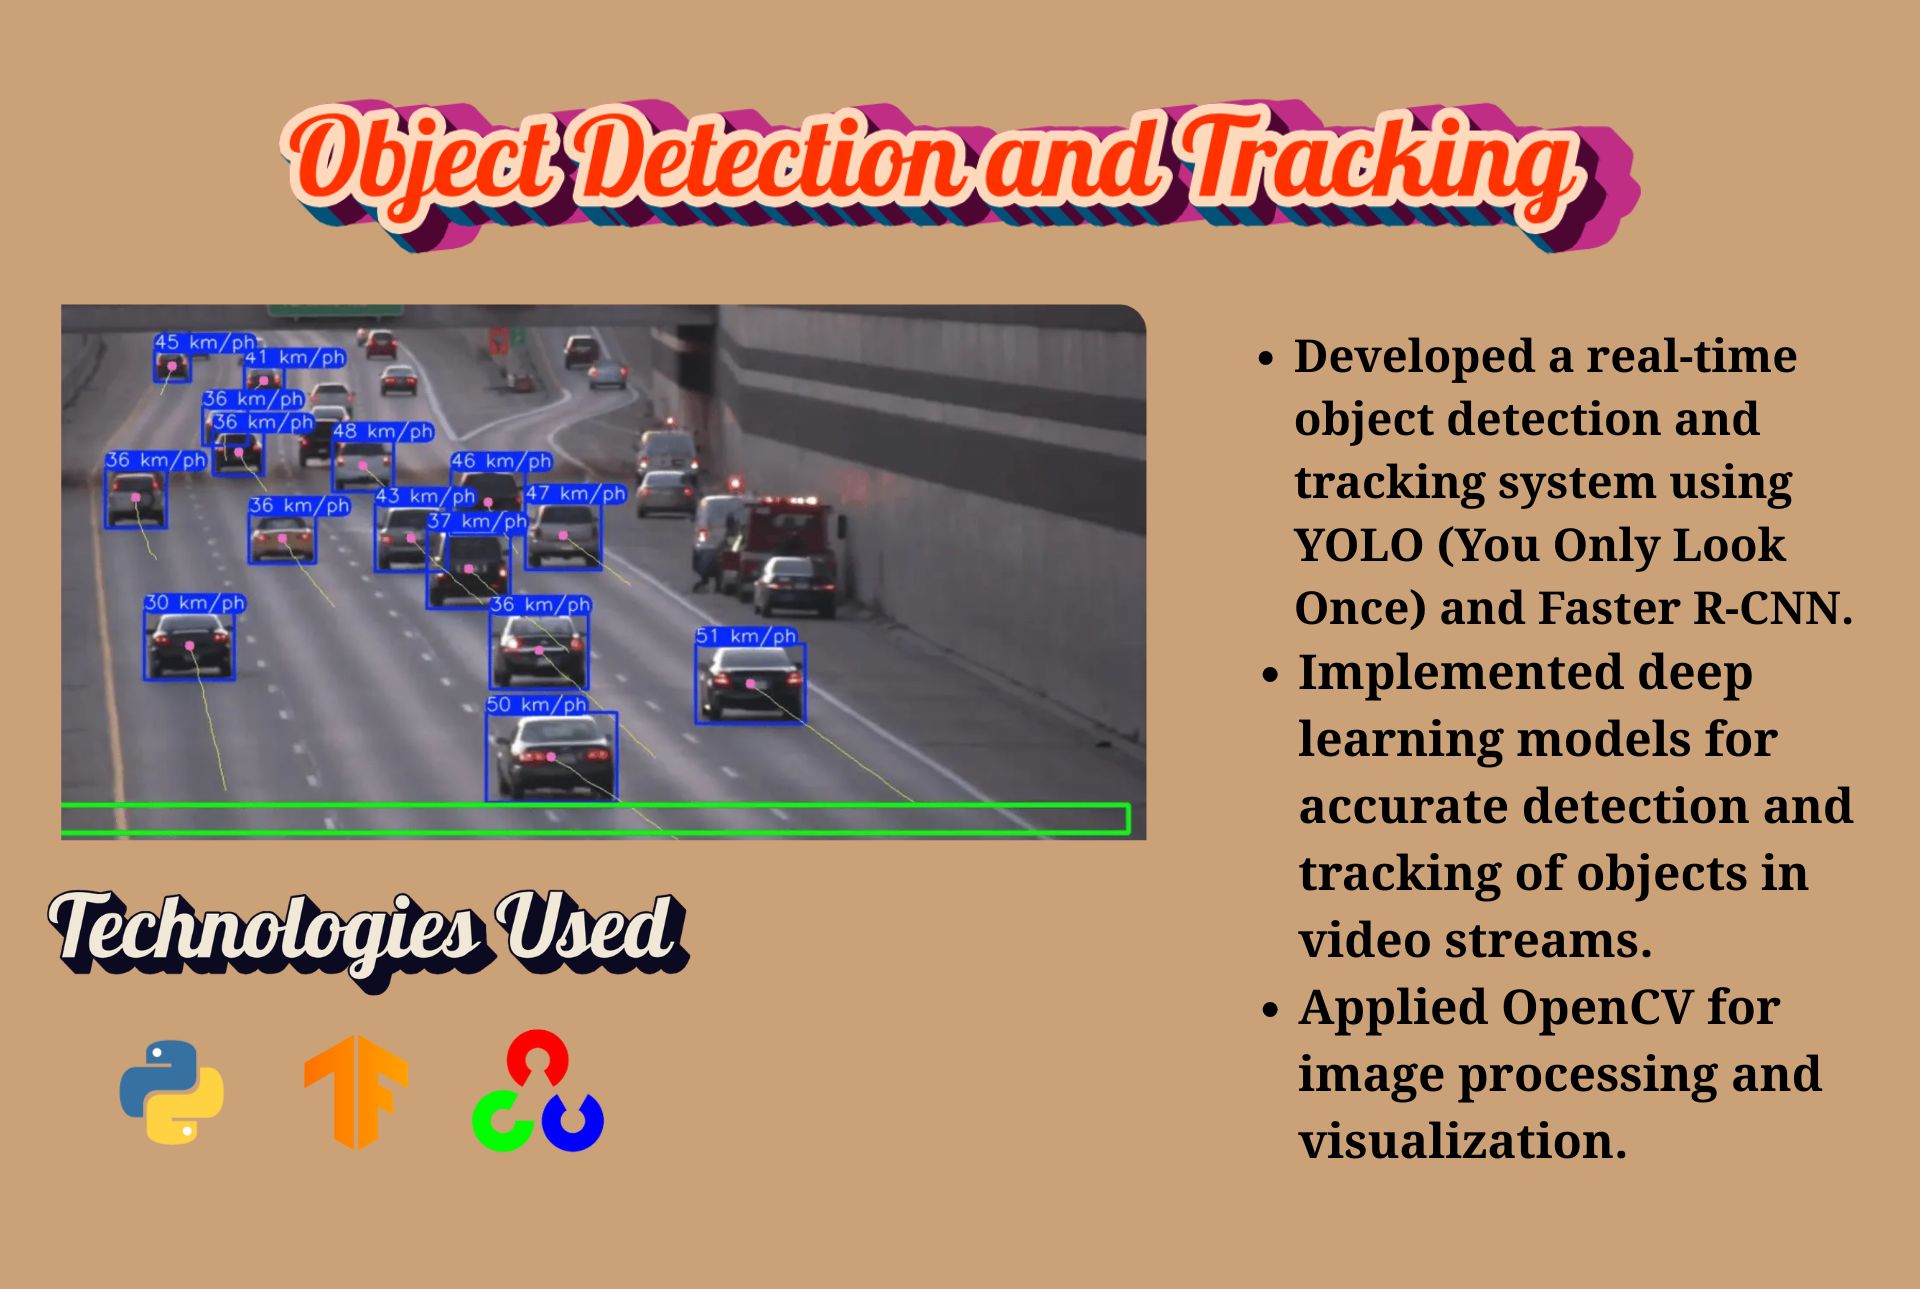 Object Detection and Tracking
45 km/ph
41 km/ph
36 km/ph
36 km/ph
48 km/ph
36 km/ph
46 km/ph
43 km/ph
47 km/ph
36 km/ph
37 km/ph
30 km/ph
36 km/ph
51 km/ph
50 km/ph
• Developed a real-time
object detection and
tracking system using
YOLO (You Only Look
Once) and Faster R-CNN.
• Implemented deep
learning models for
accurate detection and
tracking of objects in
video streams.
• Applied OpenCV for
image processing and
visualization.
Technologies Used